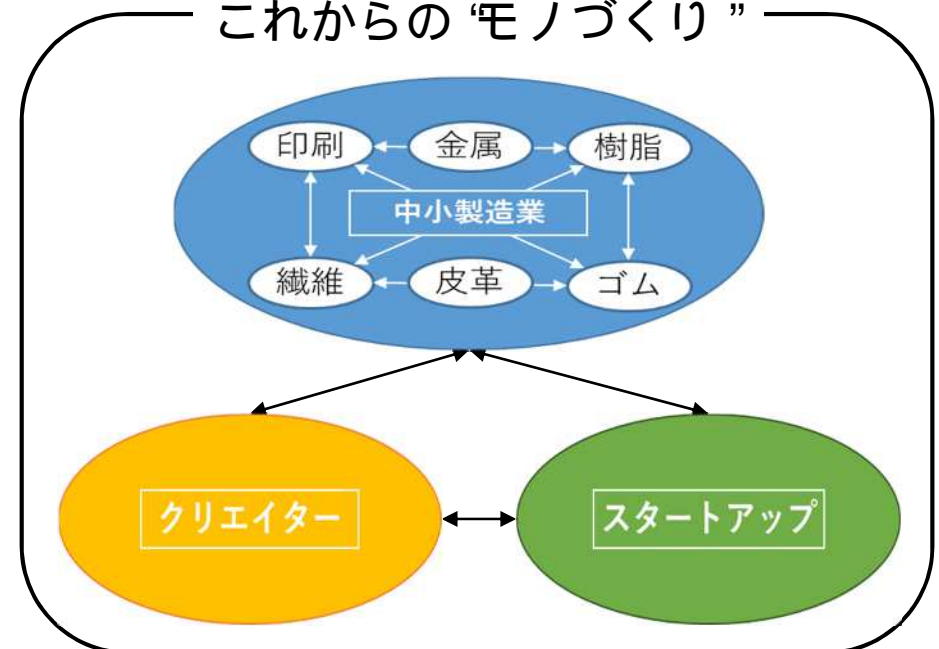 これからの“モノづくり”
印刷 金属 樹脂
中小製造業
繊維 皮革 ゴム
クリエイター スタートアップ